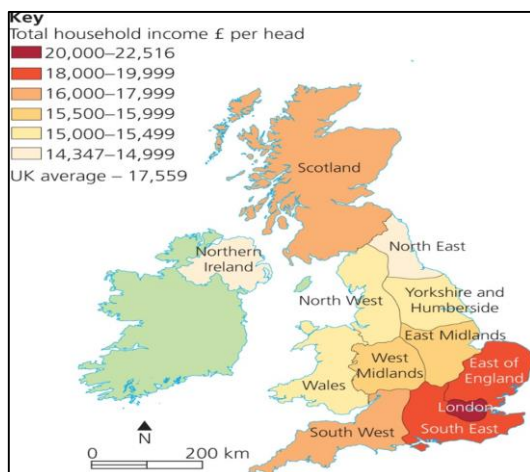 Key
Total household income £ per head
20,000–22,516
18,000–19,999
16,000–17,999
15,500–15,999
15,000–15,499
14,347–14,999
UK average – 17,559
Scotland
Northern
Ireland
North East
North West
Yorkshire and
Humberside
East Midlands
West
Midlands
Wales
East of
England
London
South East
South West
N
0 200 km